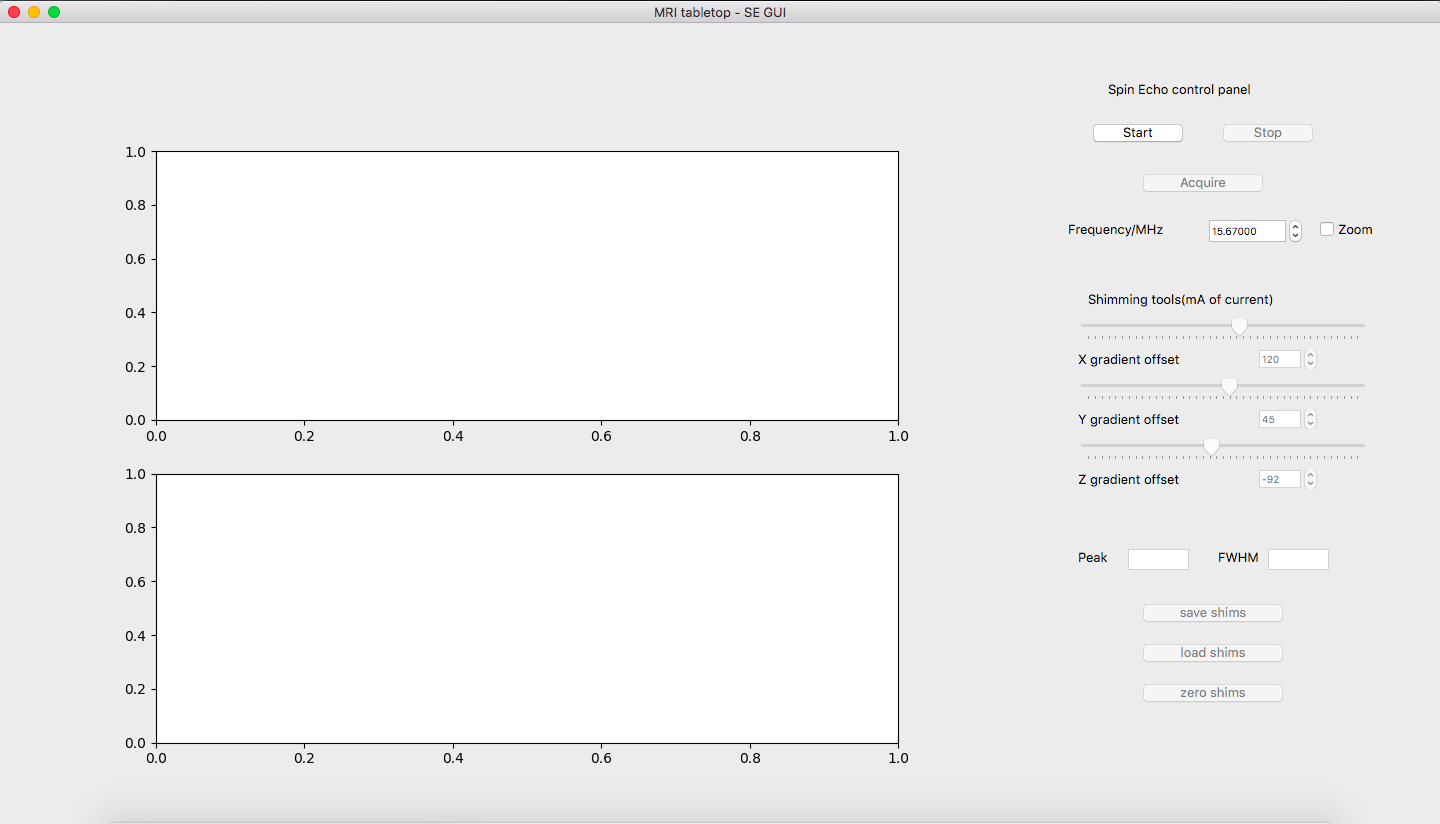 MRI tabletop - SE GUI
Spin Echo control panel
Start Stop
Acquire
Frequency/MHz 15.67000 Zoom
Shimming tools(mA of current)
X gradient offset 120
Y gradient offset 45
Z gradient offset -92
Peak FWHM
save shims
load shims
zero shims
1.0
0.8
0.6
0.4
0.2
0.0
0.0 0.2 0.4 0.6 0.8 1.0
1.0
0.8
0.6
0.4
0.2
0.0
0.0 0.2 0.4 0.6 0.8 1.0